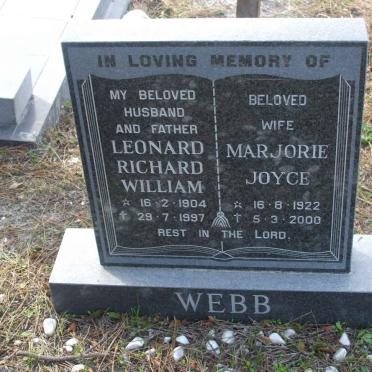 IN LOVING MEMORY OF
MY BELOVED
HUSBAND
AND FATHER
LEONARD
RICHARD
WILLIAM
☆ 16·2·1904
✝ 29·7·1997
BELOVED
WIFE
MARJORIE
JOYCE
☆ 16·8·1922
✝ 5·3·2000
REST IN THE LORD.
WEBB